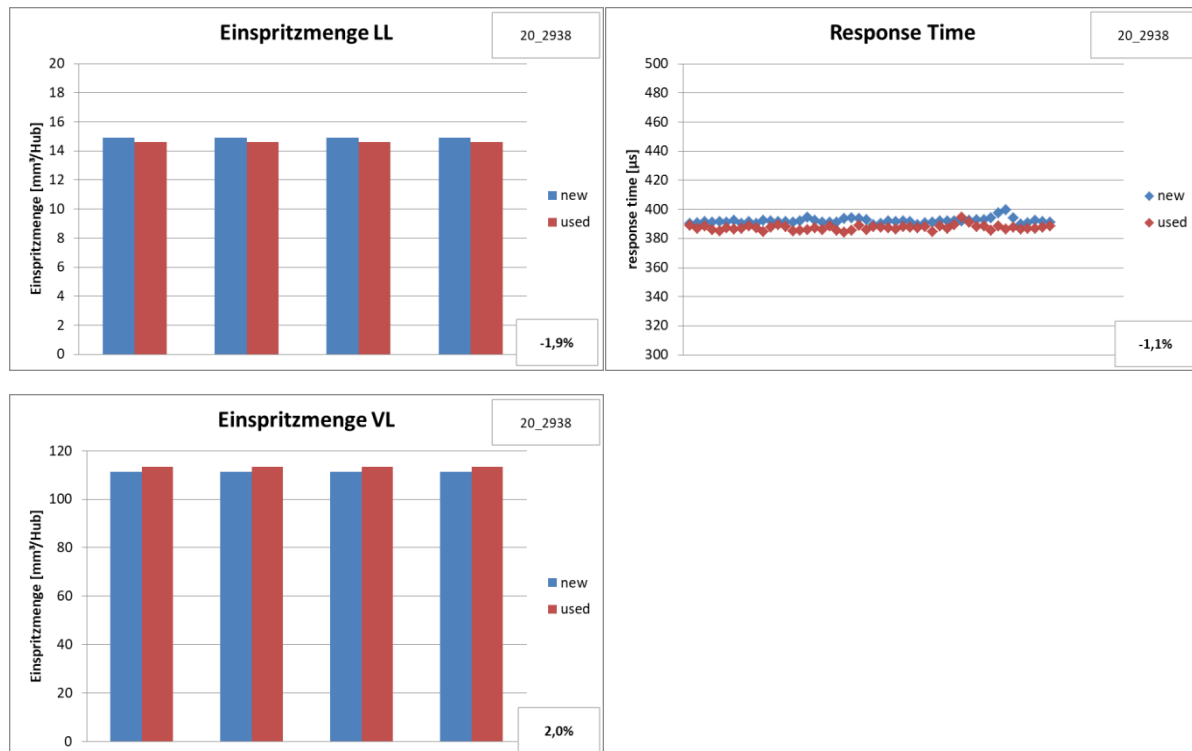 Einspritzmenge LL
20_2938
Einspritzmenge [mm³/Hub]
20
18
16
14
12
10
8
6
4
2
0
new
used
-1,9%
Response Time
20_2938
response time [µs]
500
480
460
440
420
400
380
360
340
320
300
new
used
-1,1%
Einspritzmenge VL
20_2938
Einspritzmenge [mm³/Hub]
120
100
80
60
40
20
0
new
used
2,0%